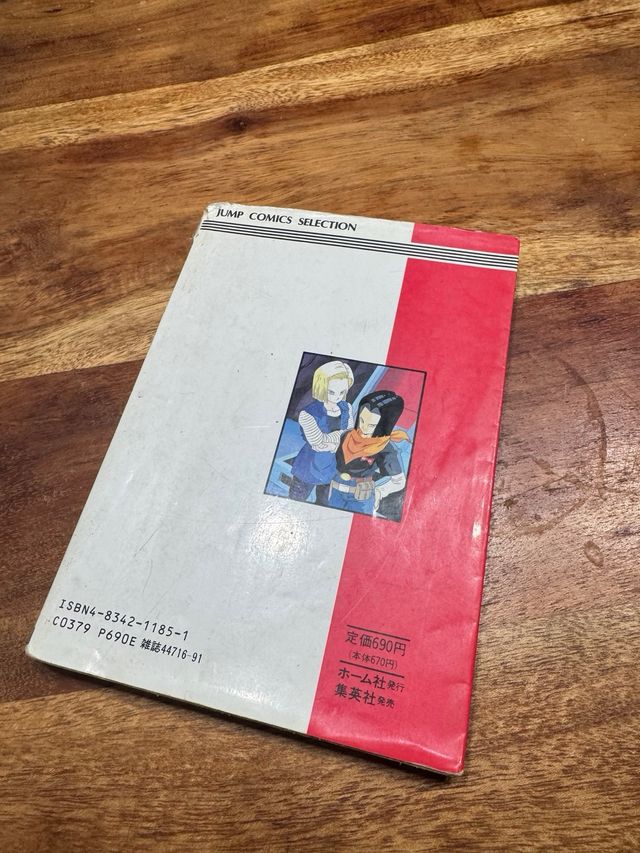 JUMP COMICS SELECTION
ISBN4-8342-1185-1
C0379 P690E 雑誌44716-91
定価690円
(本体670円)
ホーム社発行
集英社発売